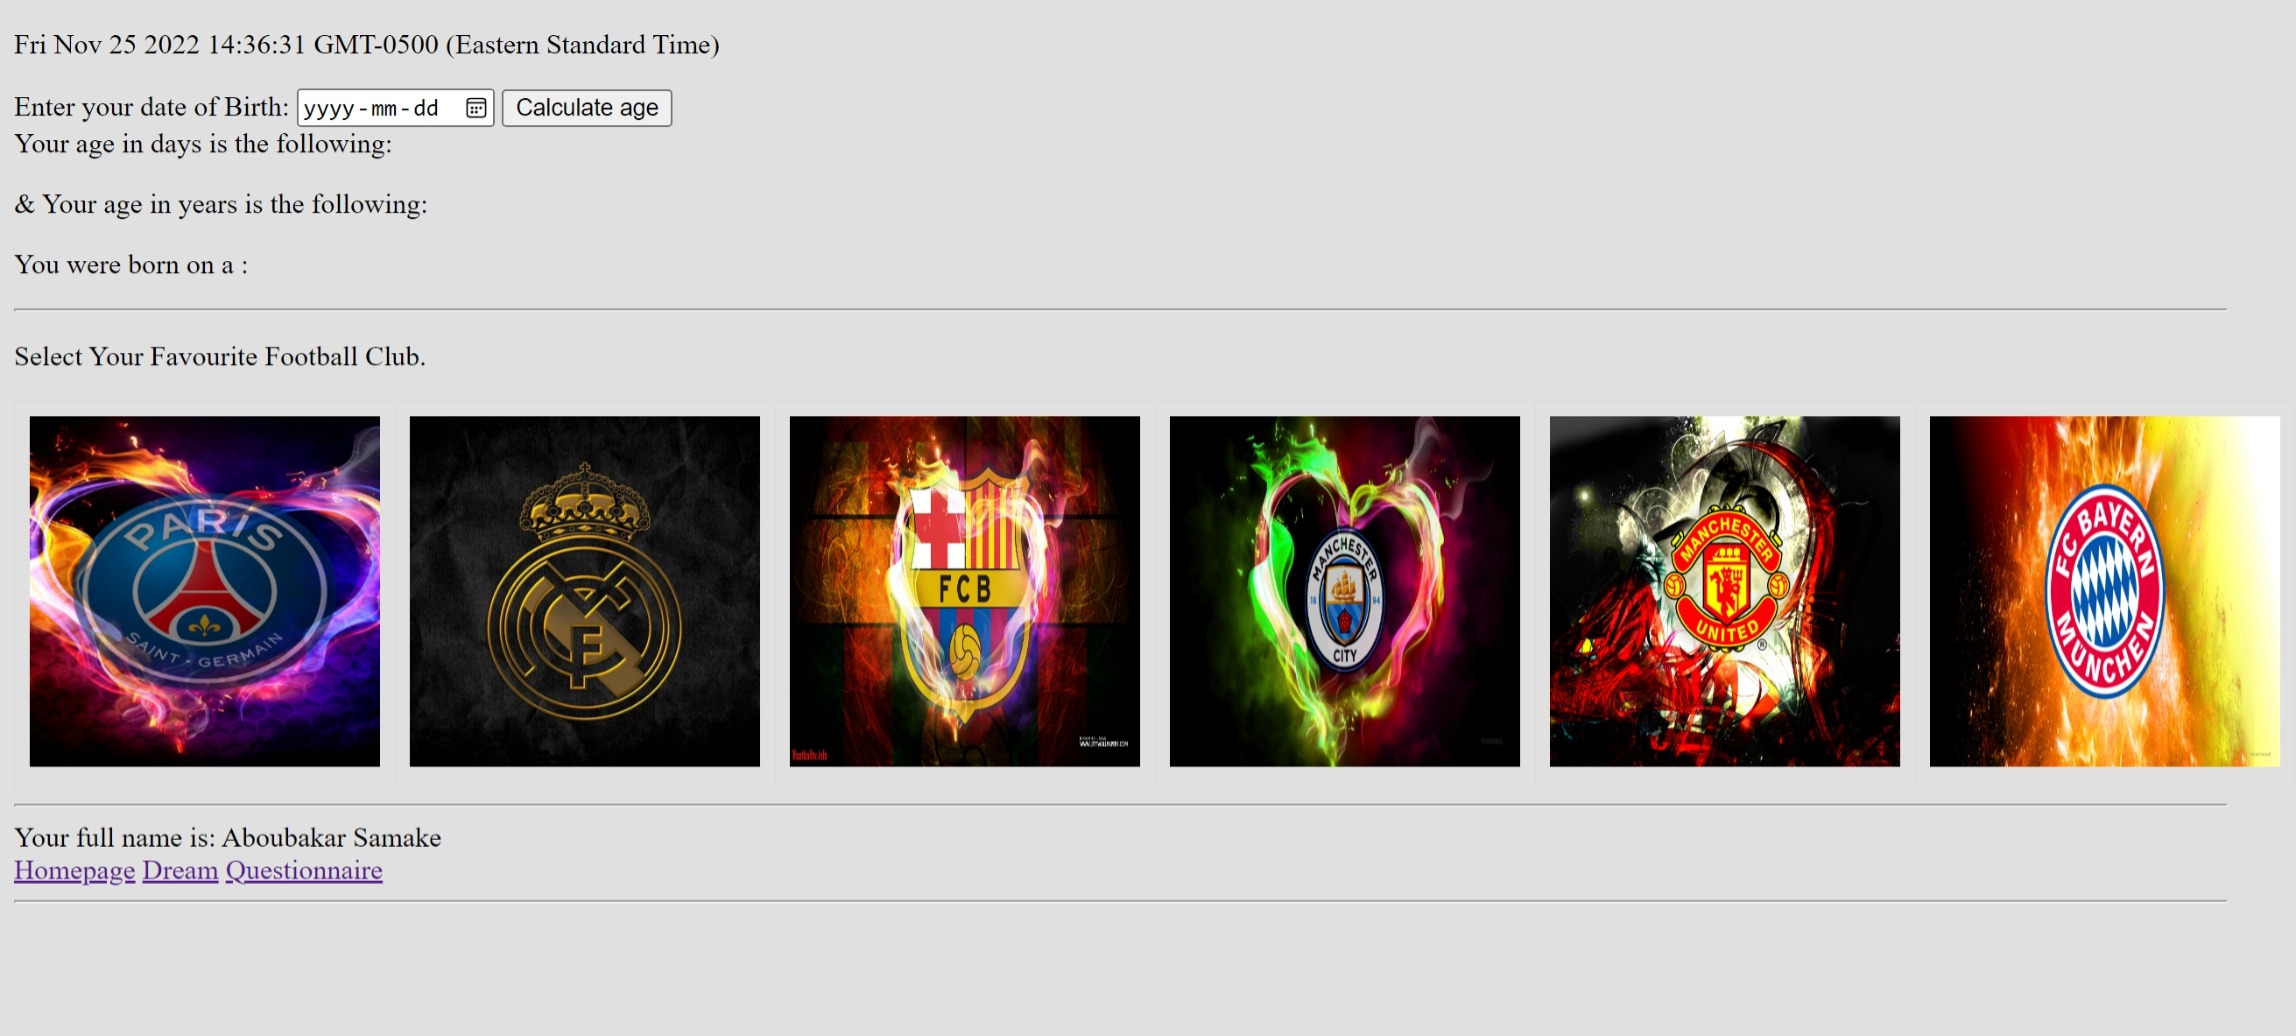 Fri Nov 25 2022 14:36:31 GMT-0500 (Eastern Standard Time)
Enter your date of Birth: yyyy-mm-dd Calculate age
Your age in days is the following:
& Your age in years is the following:
You were born on a :
Select Your Favourite Football Club.
PARIS
SAINT-GERMAIN
FCB
MANCHESTER
18 94
CITY
MANCHESTER
UNITED
®
FC BAYERN
MÜNCHEN
Your full name is: Aboubakar Samake
Homepage Dream Questionnaire